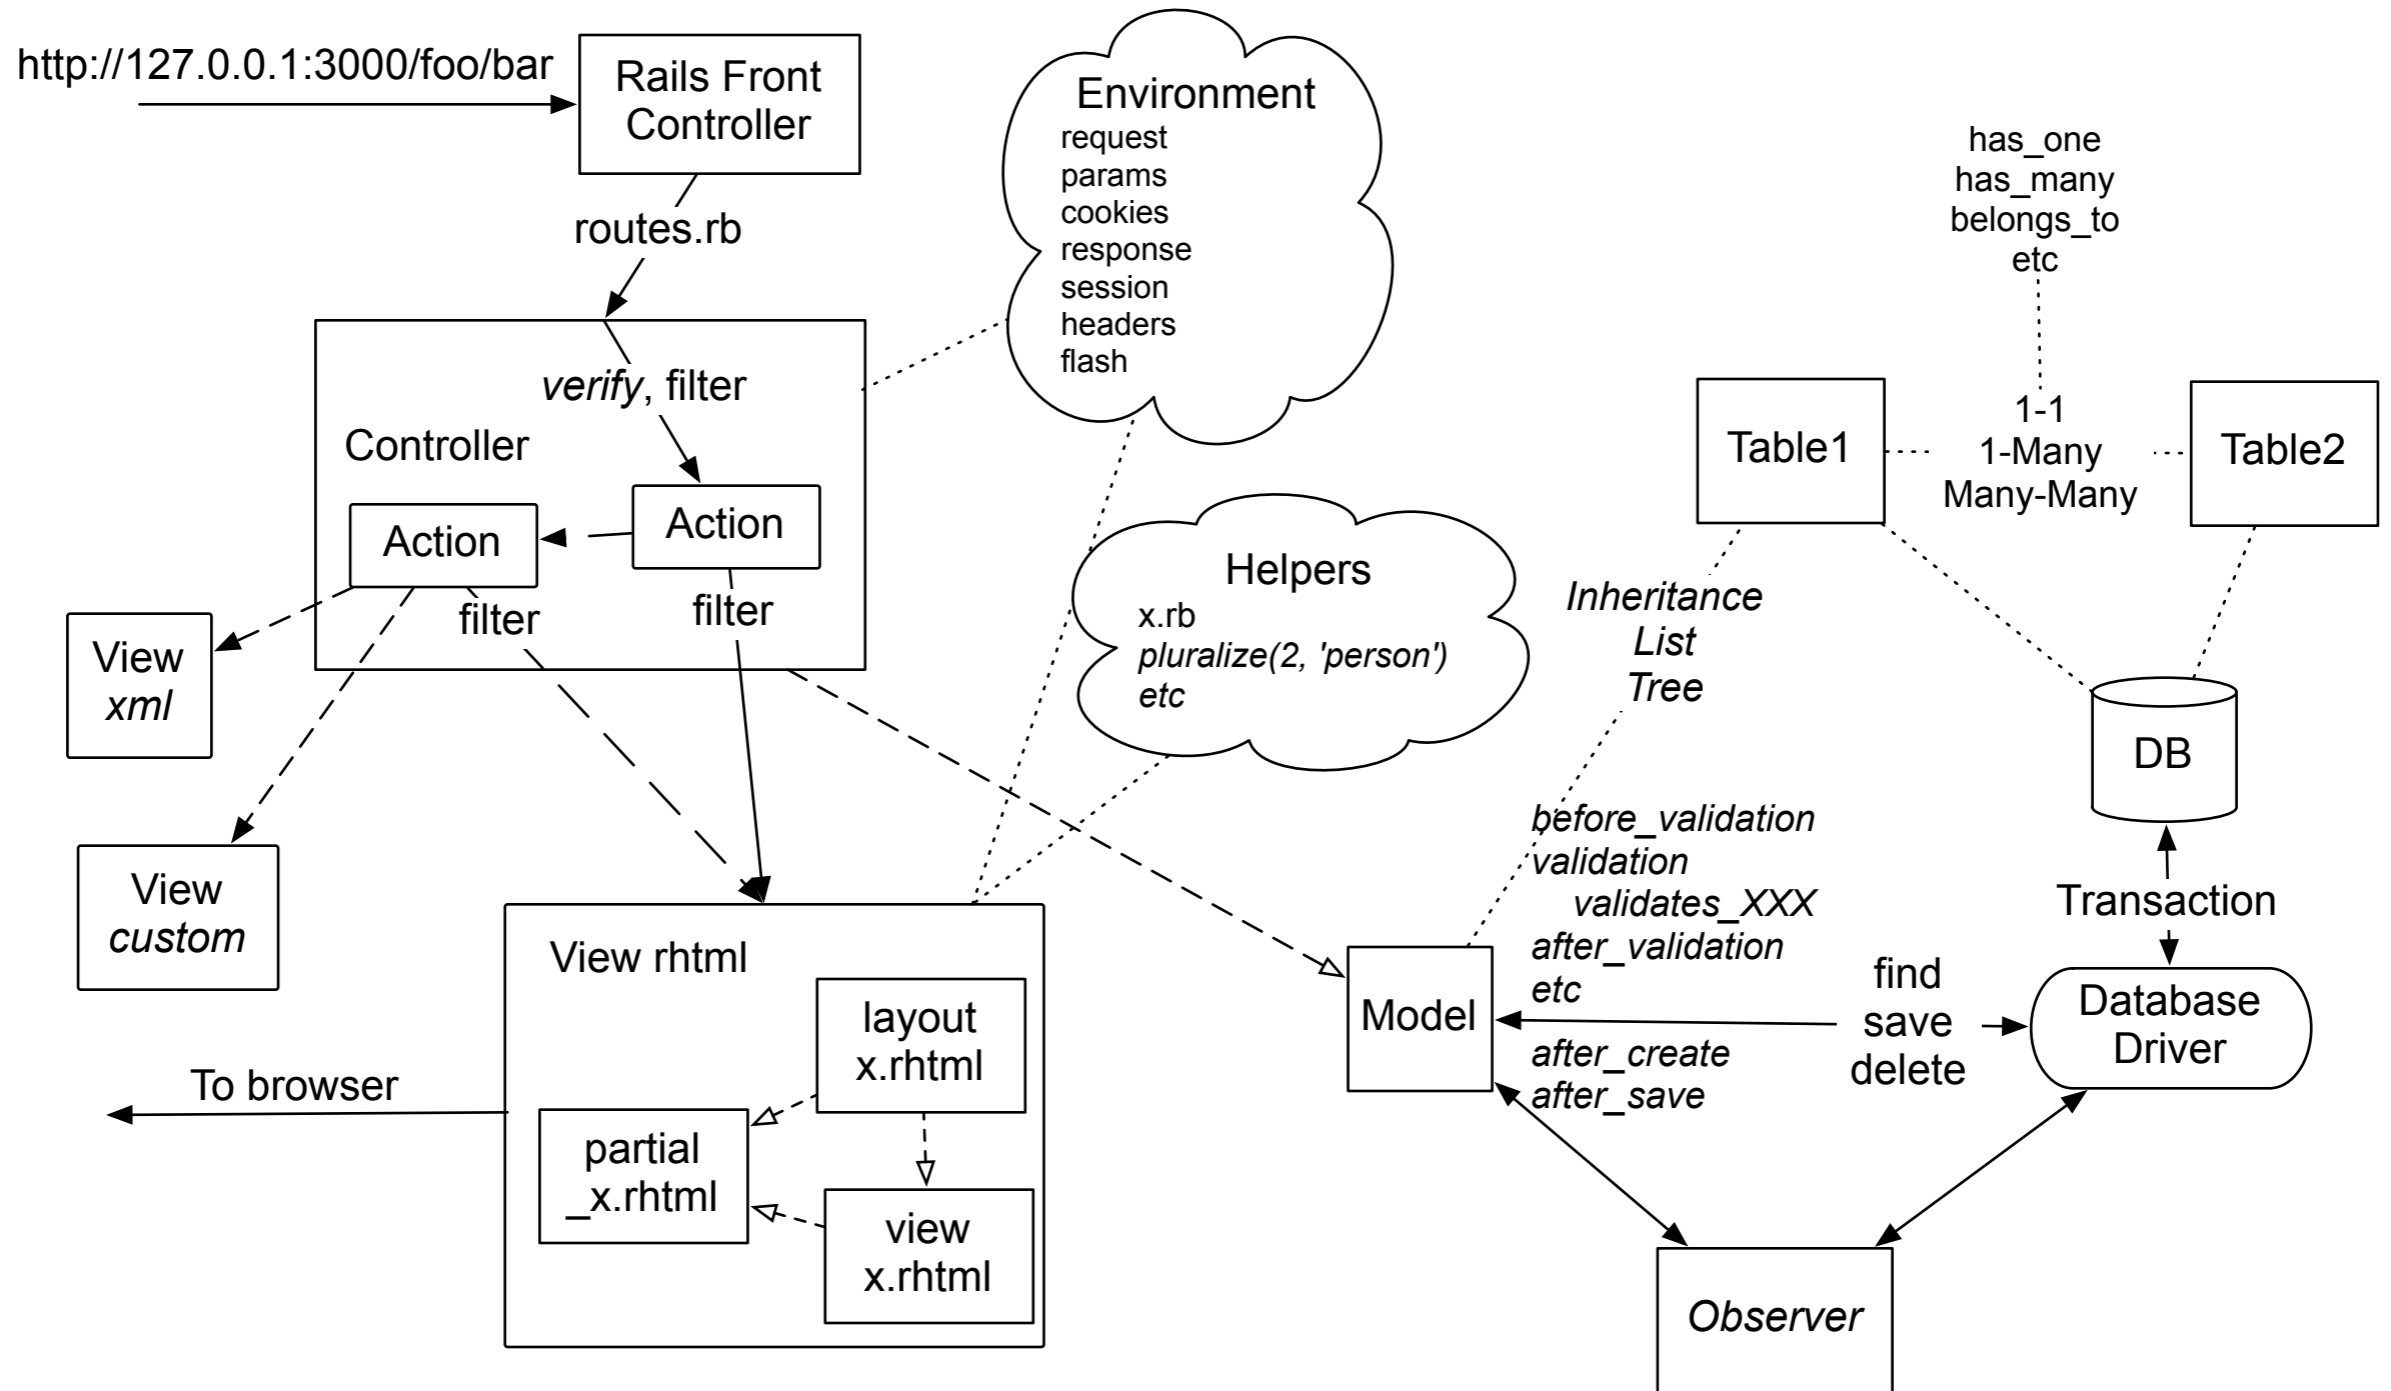 http://127.0.0.1:3000/foo/bar
Rails Front
Controller
routes.rb
verify, filter
Controller
Action
Action
filter
filter
View
xml
View
custom
View rhtml
layout
x.rhtml
partial
_x.rhtml
view
x.rhtml
To browser
Environment
request
params
cookies
response
session
headers
flash
Helpers
x.rb
pluralize(2, 'person')
etc
has_one
has_many
belongs_to
etc
Table1
1-1
1-Many
Many-Many
Table2
Inheritance
List
Tree
DB
Transaction
Database
Driver
before_validation
validation
validates_XXX
after_validation
etc
Model
find
save
delete
after_create
after_save
Observer